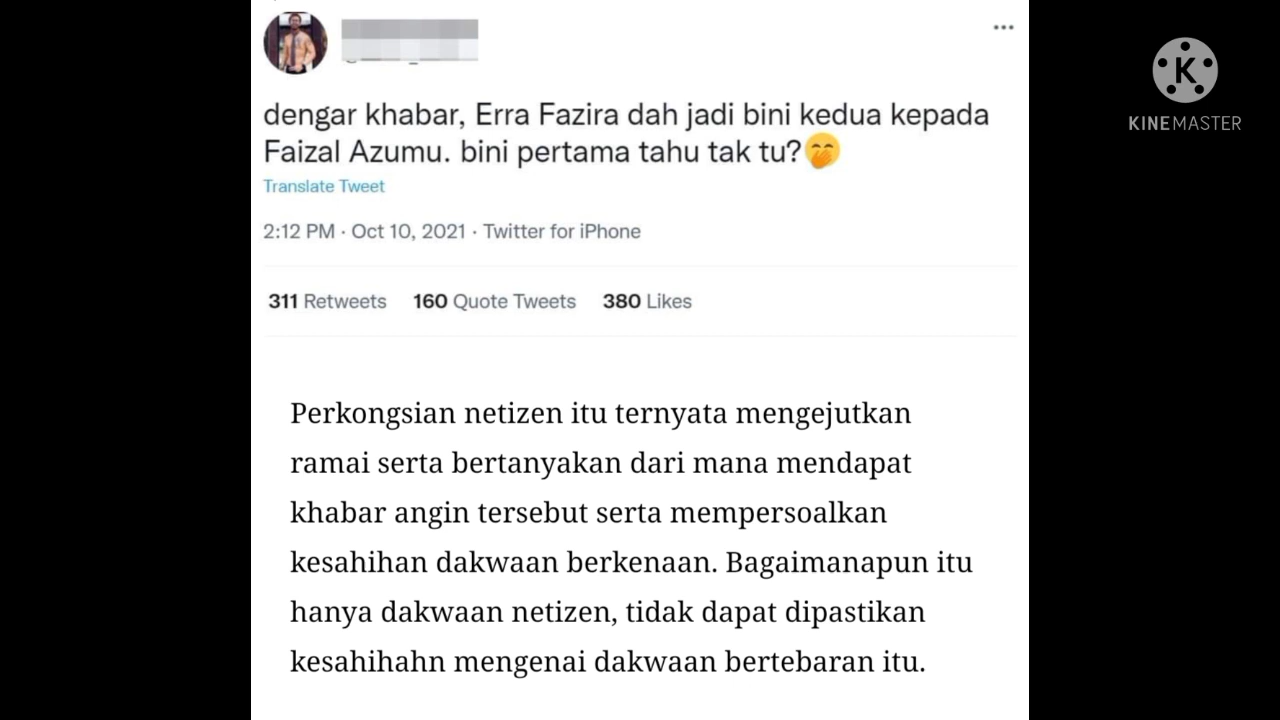 dengar khabar, Erra Fazira dah jadi bini kedua kepada
Faizal Azumu. bini pertama tahu tak tu?🤭
Translate Tweet
2:12 PM · Oct 10, 2021 · Twitter for iPhone
311 Retweets 160 Quote Tweets 380 Likes
Perkongsian netizen itu ternyata mengejutkan
ramai serta bertanyakan dari mana mendapat
khabar angin tersebut serta mempersoalkan
kesahihan dakwaan berkenaan. Bagaimanapun itu
hanya dakwaan netizen, tidak dapat dipastikan
kesahihahn mengenai dakwaan bertebaran itu.
K
KINEMASTER